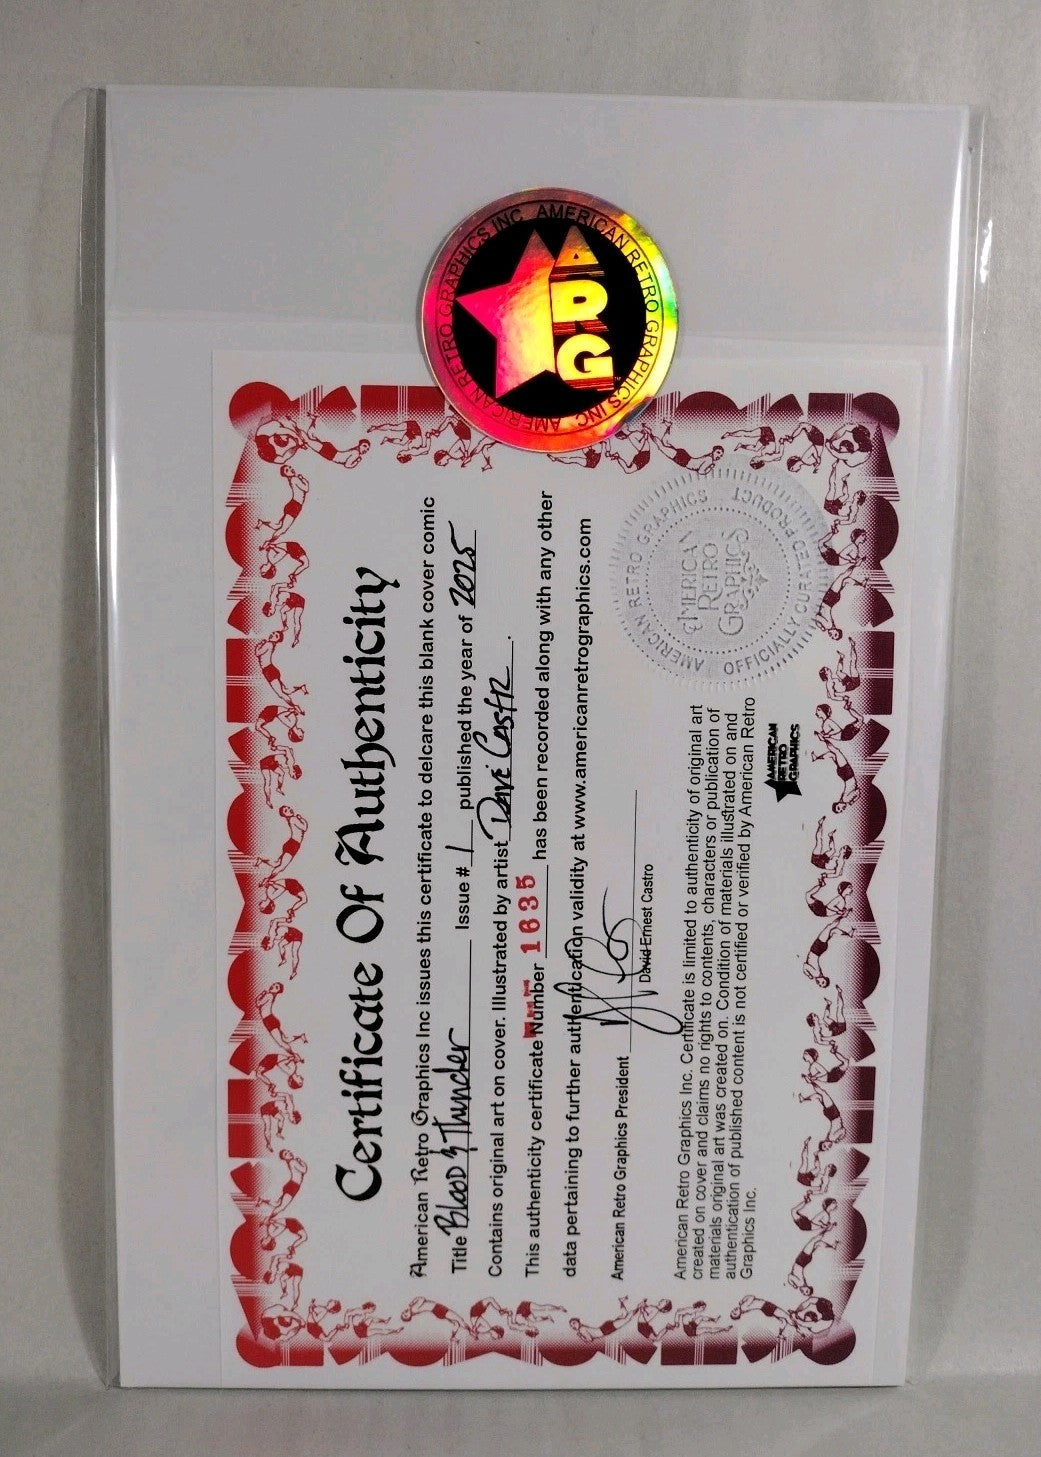 AMERICAN RETRO GRAPHICS INC AMERICAN RETRO GRAPHICS INC
ARG
Certificate Of Authenticity
American Retro Graphics Inc issues this certificate to delcare this blank cover comic
Title Blood & Thunder Issue # 1 published the year of 2025
Contains original art on cover. Illustrated by artist Dave Castr.
This authenticity certificate Number 1635 has been recorded along with any other
data pertaining to further authentication validity at www.americanretrographics.com
American Retro Graphics President
David Ernest Castro
American Retro Graphics Inc. Certificate is limited to authenticity of original art
created on cover and claims no rights to contents, characters or publication of
materials original art was created on. Condition of materials illustrated on and
authentication of published content is not certified or verified by American Retro
Graphics Inc.
AMERICAN
RETRO
GRAPHICS
AMERICAN RETRO GRAPHICS
OFFICIALLY CURATED PRODUCT
AMERICAN
RETRO
GRAPHICS